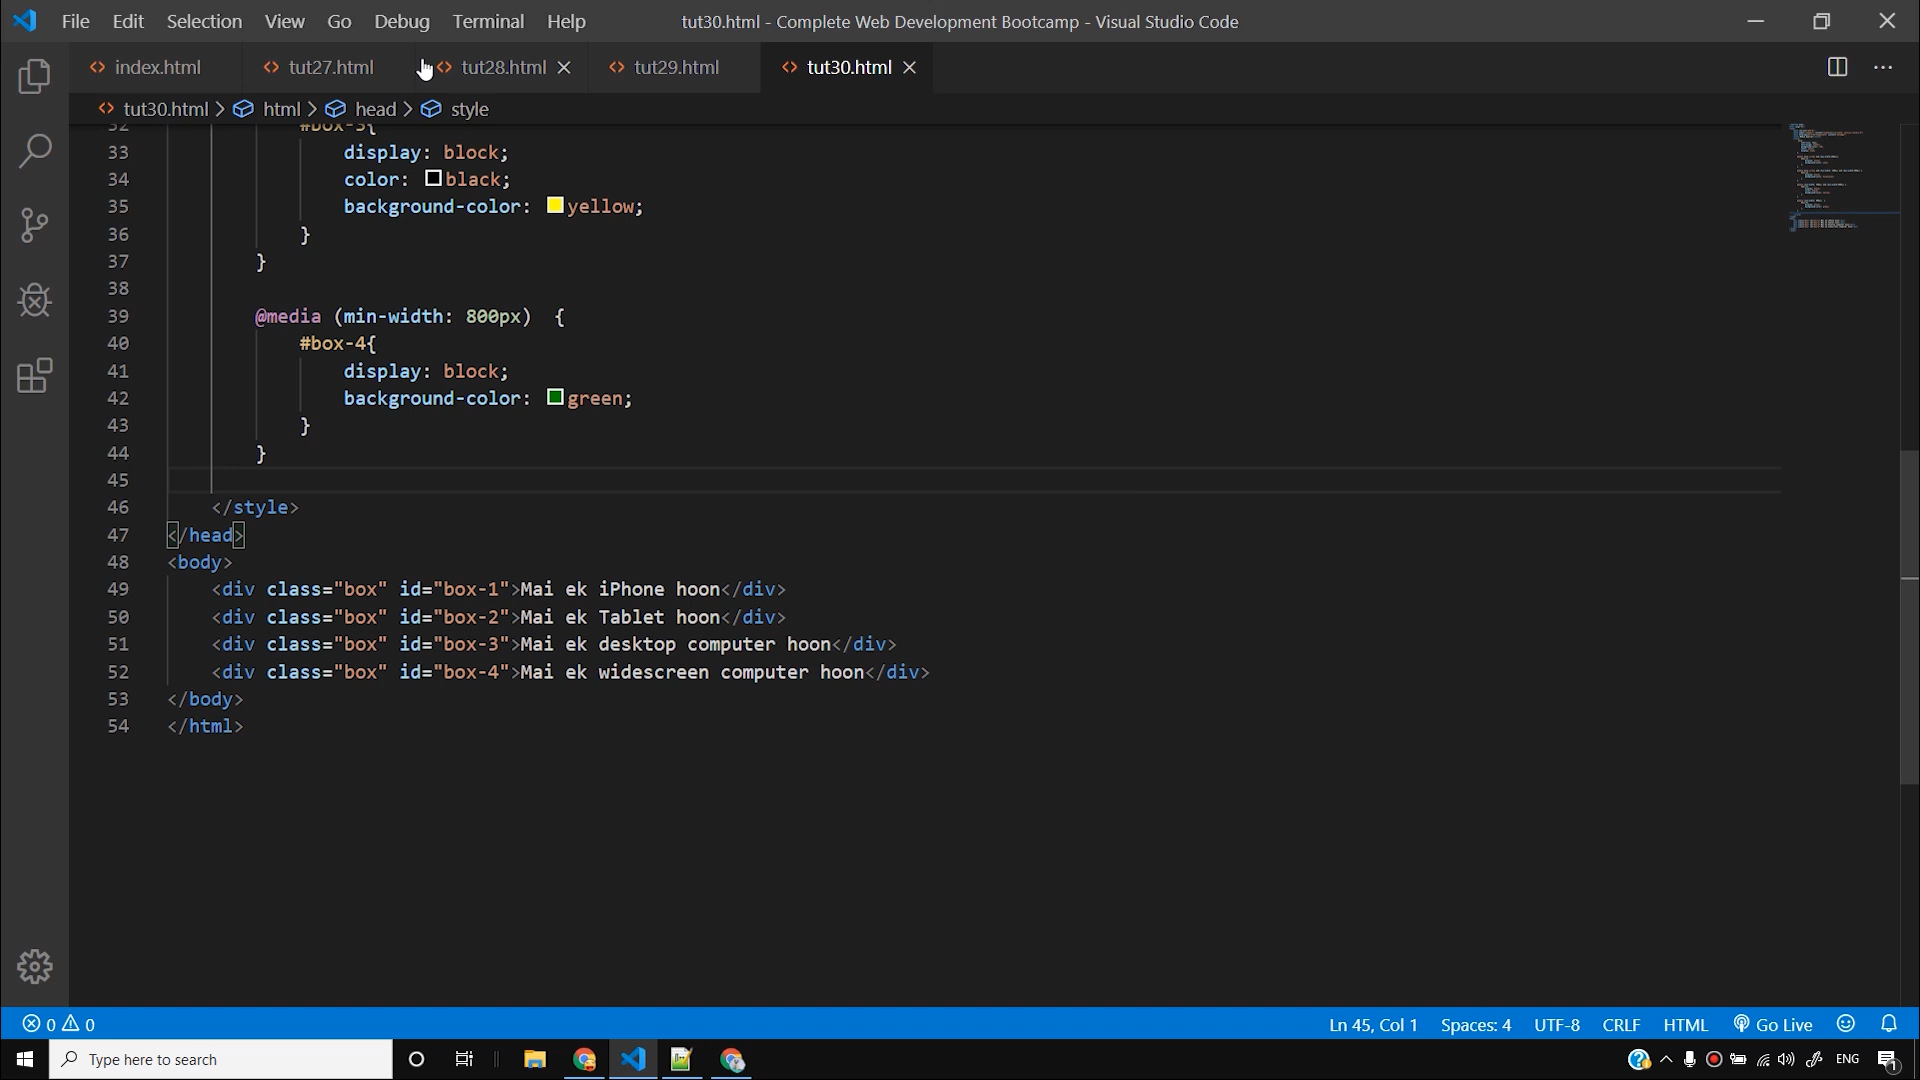 File Edit Selection View Go Debug Terminal Help
tut30.html - Complete Web Development Bootcamp - Visual Studio Code
index.html tut27.html tut28.html tut29.html tut30.html
tut30.html > html > head > style
32 #box-3{
33 display: block;
34 color: black;
35 background-color: yellow;
36 }
37 }
38
39 @media (min-width: 800px) {
40 #box-4{
41 display: block;
42 background-color: green;
43 }
44 }
45
46 </style>
47 </head>
48 <body>
49 <div class="box" id="box-1">Mai ek iPhone hoon</div>
50 <div class="box" id="box-2">Mai ek Tablet hoon</div>
51 <div class="box" id="box-3">Mai ek desktop computer hoon</div>
52 <div class="box" id="box-4">Mai ek widescreen computer hoon</div>
53 </body>
54 </html>
0 0 Ln 45, Col 1 Spaces: 4 UTF-8 CRLF HTML Go Live
Type here to search
ENG
1